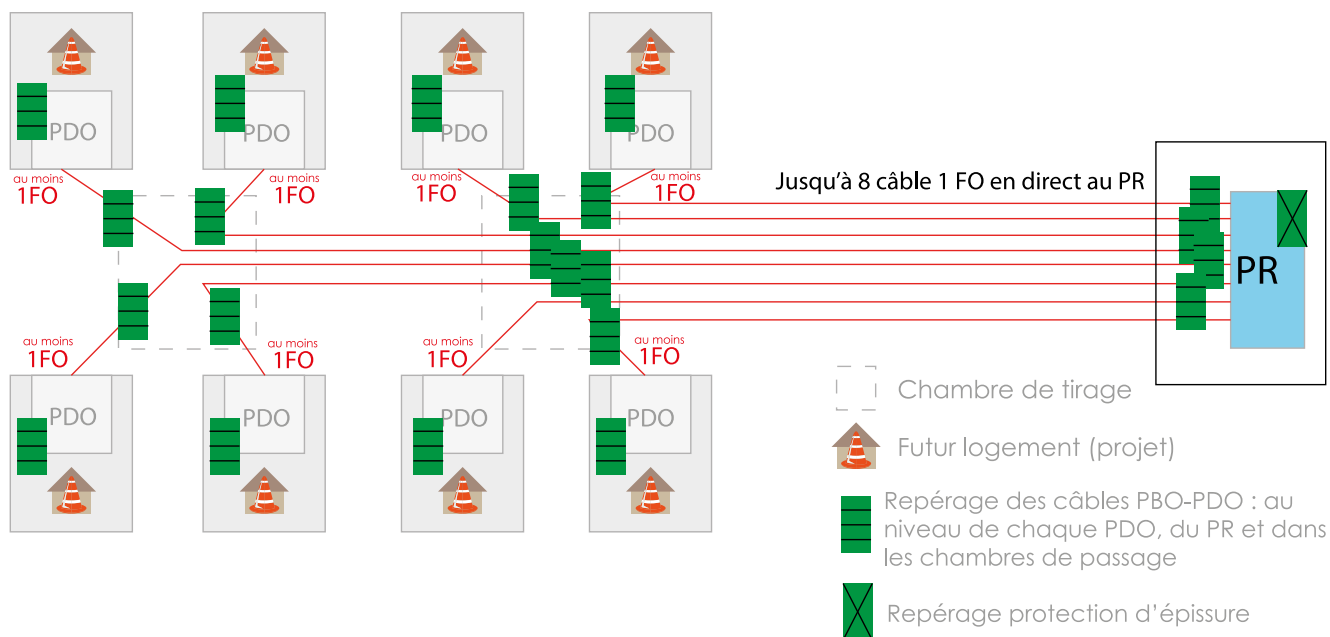 PDO
PDO
PDO
PDO
au moins
1FO
au moins
1FO
au moins
1FO
au moins
1FO
Jusqu'à 8 câble 1 FO en direct au PR
PR
au moins
1FO
au moins
1FO
au moins
1FO
au moins
1FO
PDO
PDO
PDO
PDO
Chambre de tirage
Futur logement (projet)
Repérage des câbles PBO-PDO : au
niveau de chaque PDO, du PR et dans
les chambres de passage
Repérage protection d'épissure